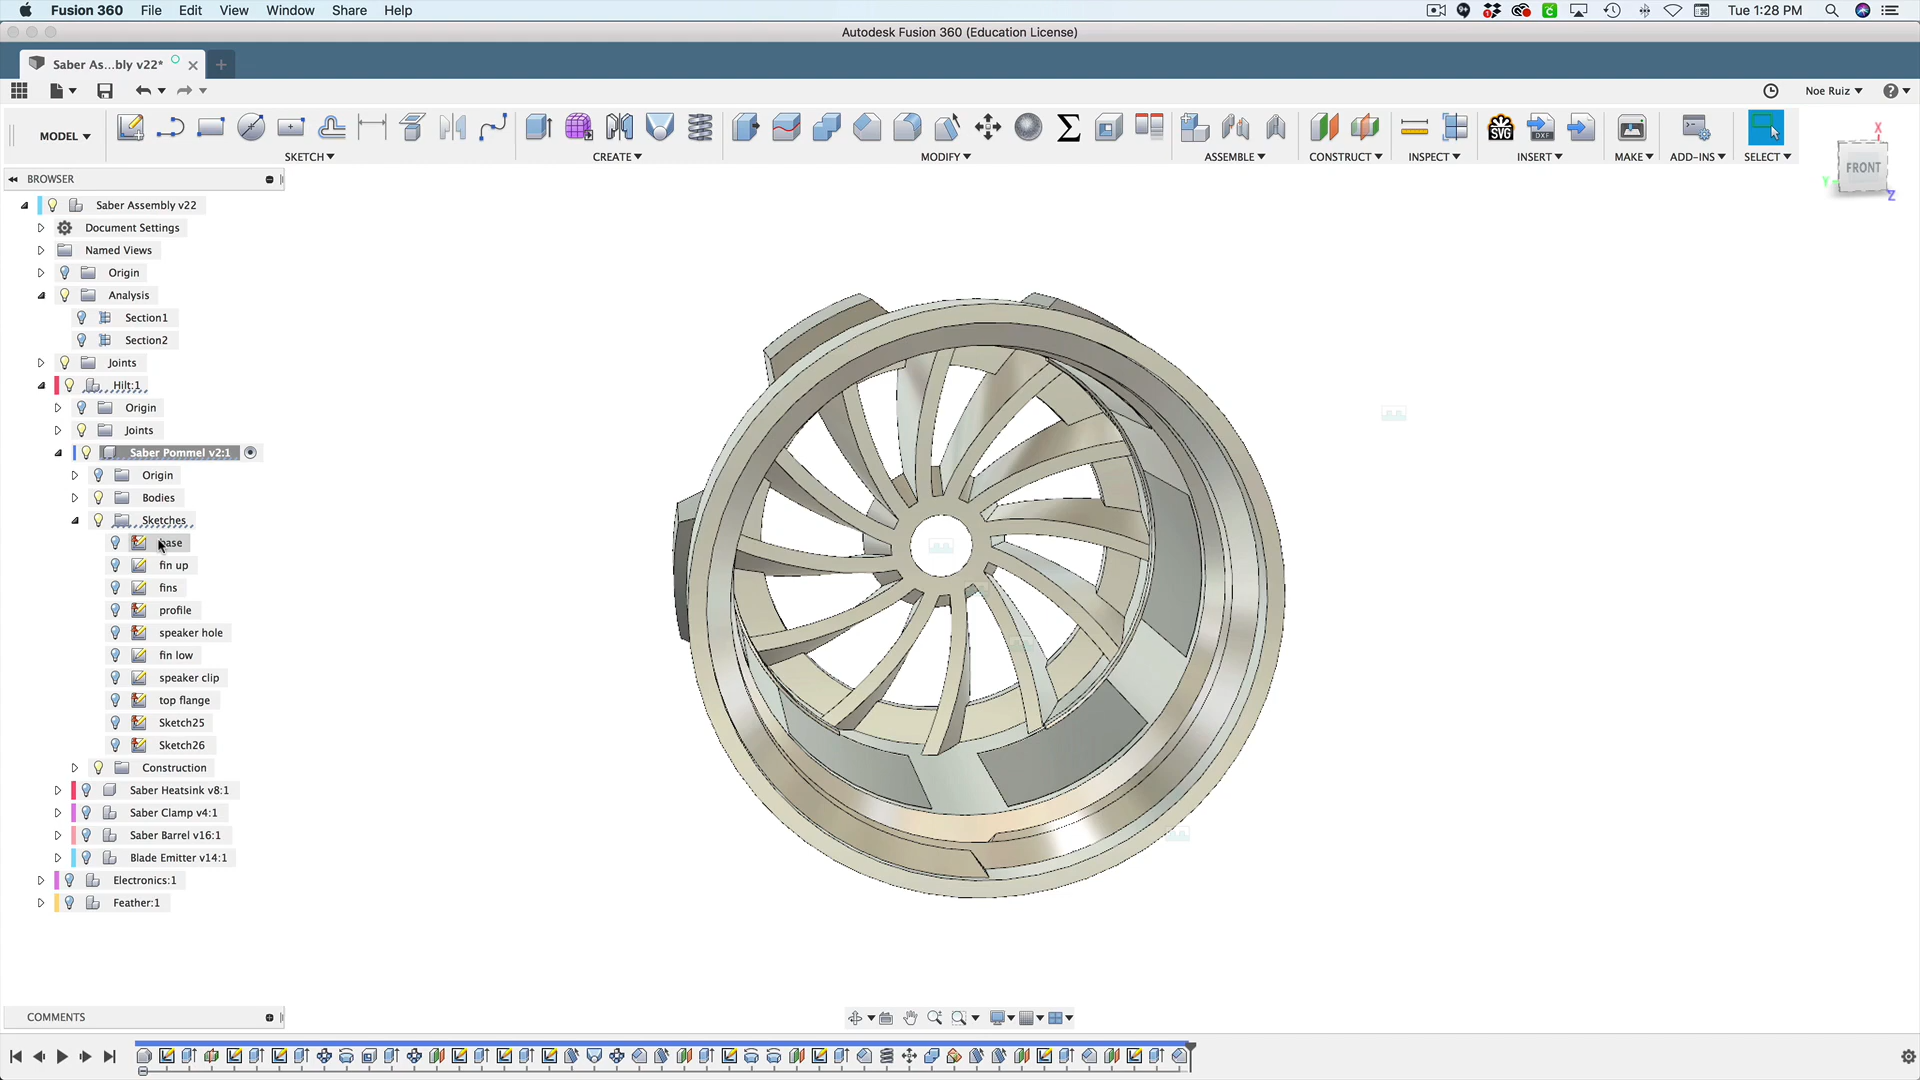 Fusion 360 File Edit View Window Share Help Tue 1:28 PM
Autodesk Fusion 360 (Education License)
Saber As...bly v22*
Noe Ruiz
MODEL SKETCH CREATE MODIFY ASSEMBLE CONSTRUCT INSPECT INSERT MAKE ADD-INS SELECT
SVG
DXF
X
FRONT
Y
Z
BROWSER
Saber Assembly v22
Document Settings
Named Views
Origin
Analysis
Section1
Section2
Joints
Hilt:1
Origin
Joints
Saber Pommel v2:1
Origin
Bodies
Sketches
base
fin up
fins
profile
speaker hole
fin low
speaker clip
top flange
Sketch25
Sketch26
Construction
Saber Heatsink v8:1
Saber Clamp v4:1
Saber Barrel v16:1
Blade Emitter v14:1
Electronics:1
Feather:1
COMMENTS